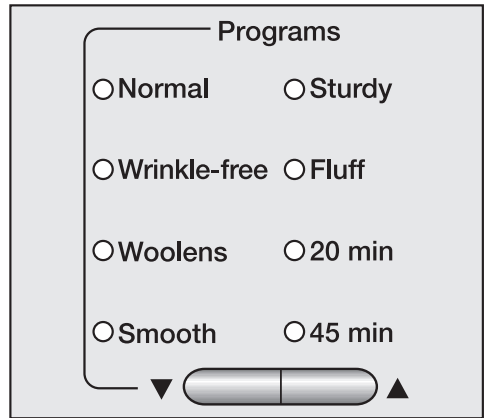 Programs
Normal Sturdy
Wrinkle-free Fluff
Woolens 20 min
Smooth 45 min